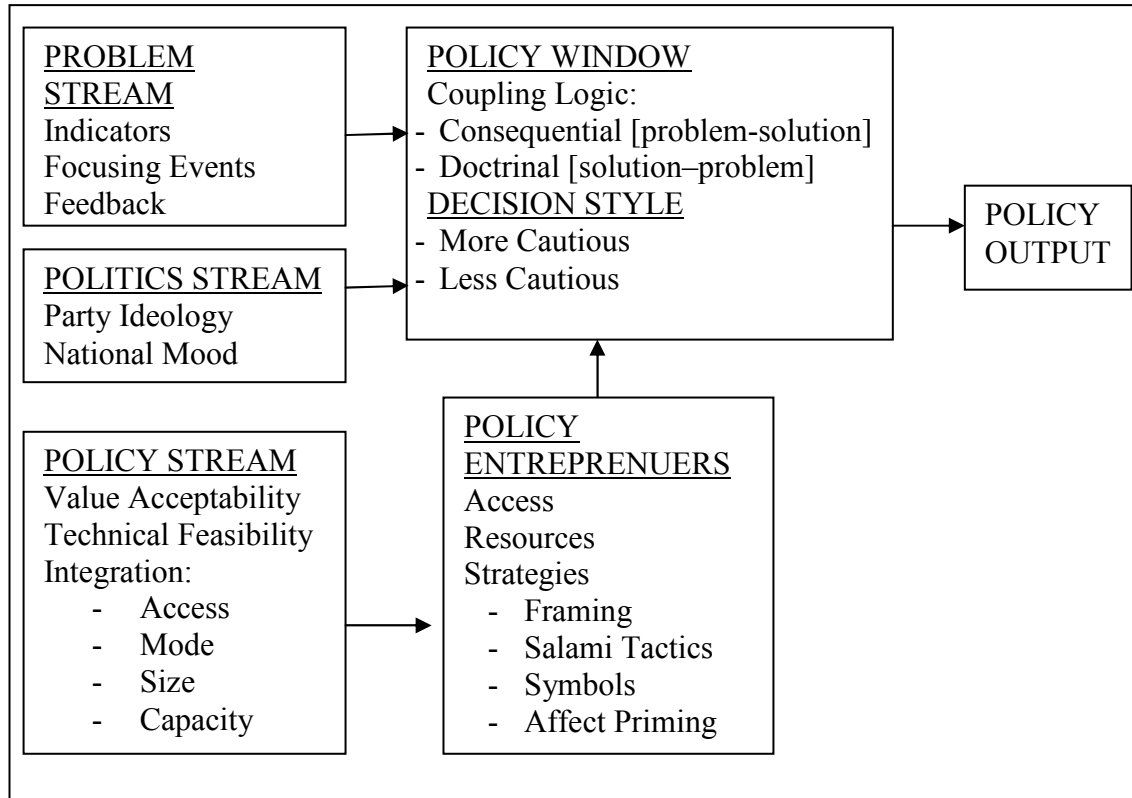 PROBLEM
STREAM
Indicators
Focusing Events
Feedback
POLITICS STREAM
Party Ideology
National Mood
POLICY STREAM
Value Acceptability
Technical Feasibility
Integration:
- Access
- Mode
- Size
- Capacity
POLICY WINDOW
Coupling Logic:
- Consequential [problem-solution]
- Doctrinal [solution–problem]
DECISION STYLE
- More Cautious
- Less Cautious
POLICY
ENTREPRENUERS
Access
Resources
Strategies
- Framing
- Salami Tactics
- Symbols
- Affect Priming
POLICY
OUTPUT